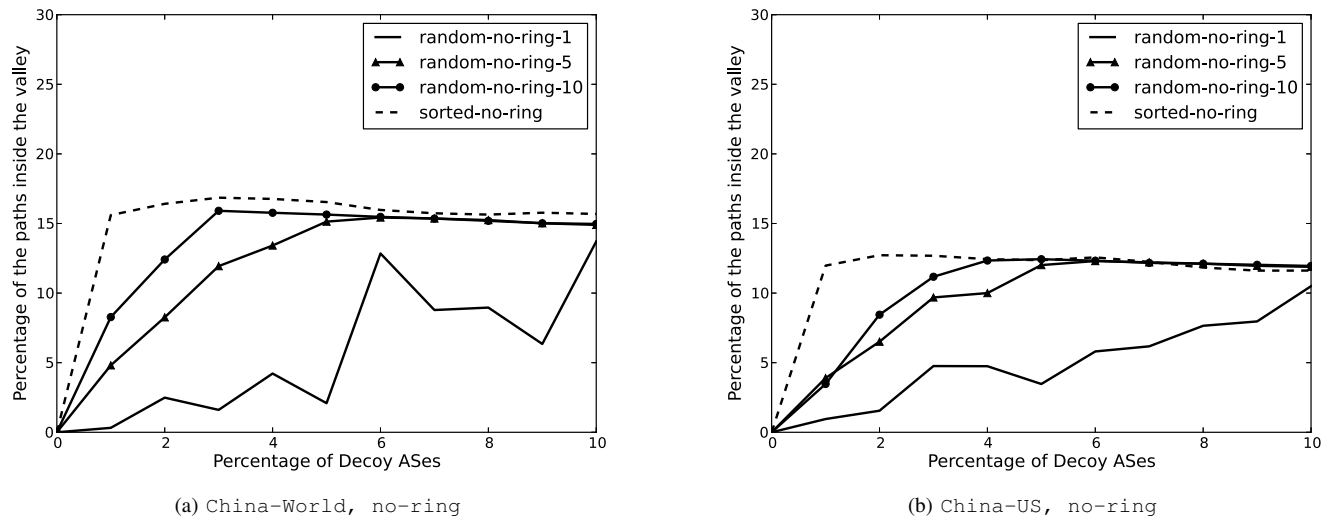 Percentage of the paths inside the valley
30
25
20
15
10
5
0
random-no-ring-1
random-no-ring-5
random-no-ring-10
sorted-no-ring
0 2 4 6 8 10
Percentage of Decoy ASes
(a) China-World, no-ring
Percentage of the paths inside the valley
30
25
20
15
10
5
0
random-no-ring-1
random-no-ring-5
random-no-ring-10
sorted-no-ring
0 2 4 6 8 10
Percentage of Decoy ASes
(b) China-US, no-ring